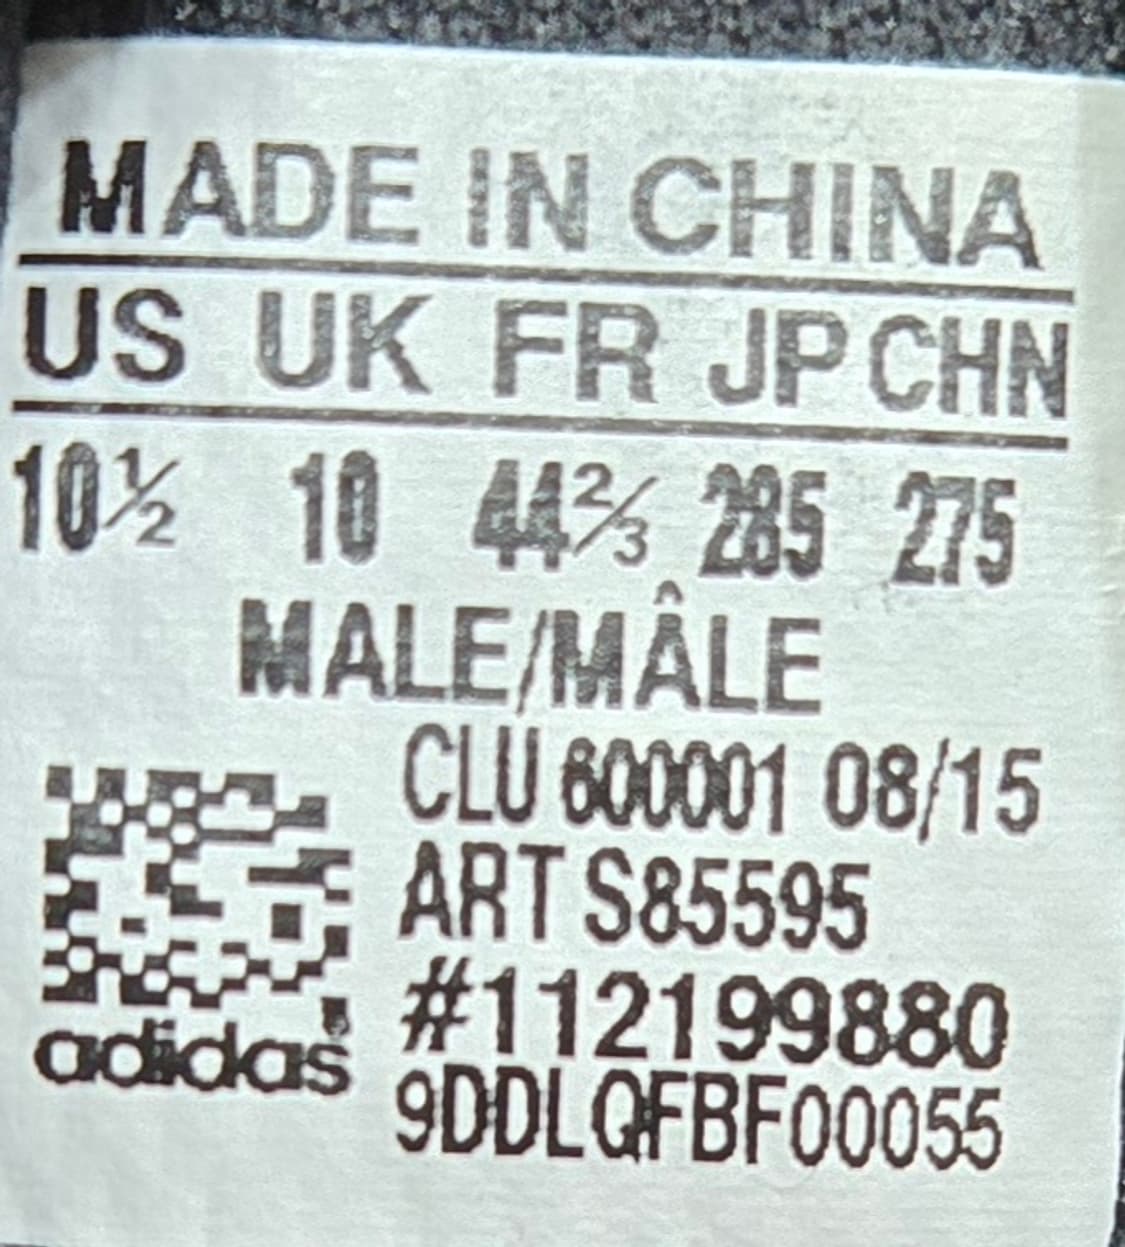 MADE IN CHINA
US UK FR JP CHN
10½ 10 44⅔ 285 275
MALE/MÂLE
CLU 600001 08/15
ART S85595
#112199880
adidas
9DDLQFBF00055